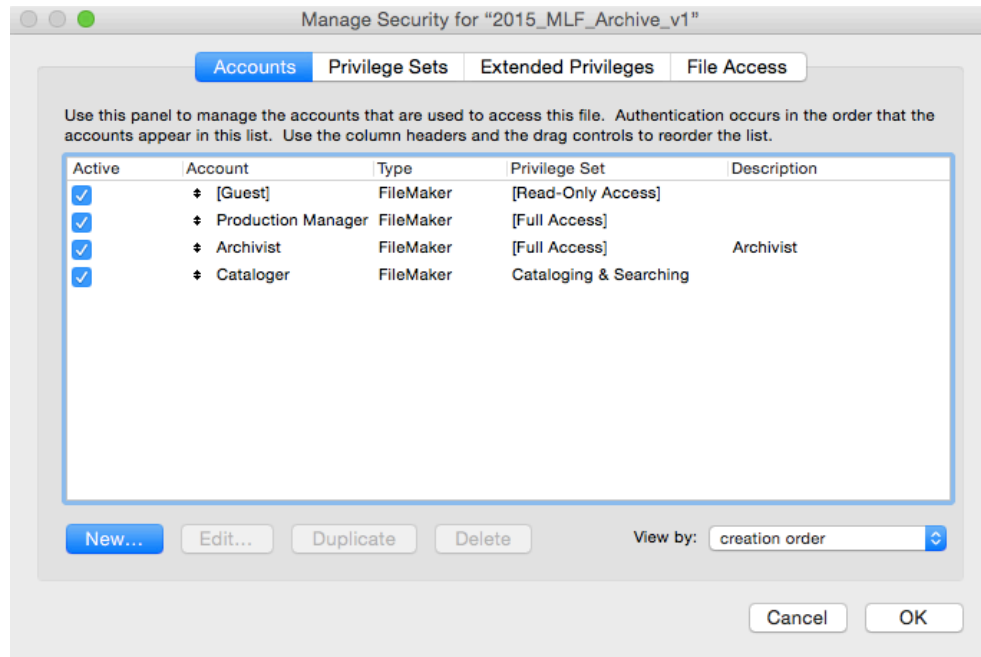 Manage Security for “2015_MLF_Archive_v1”
Accounts Privilege Sets Extended Privileges File Access
Use this panel to manage the accounts that are used to access this file. Authentication occurs in the order that the
accounts appear in this list. Use the column headers and the drag controls to reorder the list.
Active Account Type Privilege Set Description
[Guest] FileMaker [Read-Only Access]
Production Manager FileMaker [Full Access]
Archivist FileMaker [Full Access] Archivist
Cataloger FileMaker Cataloging & Searching
New... Edit... Duplicate Delete View by: creation order
Cancel OK